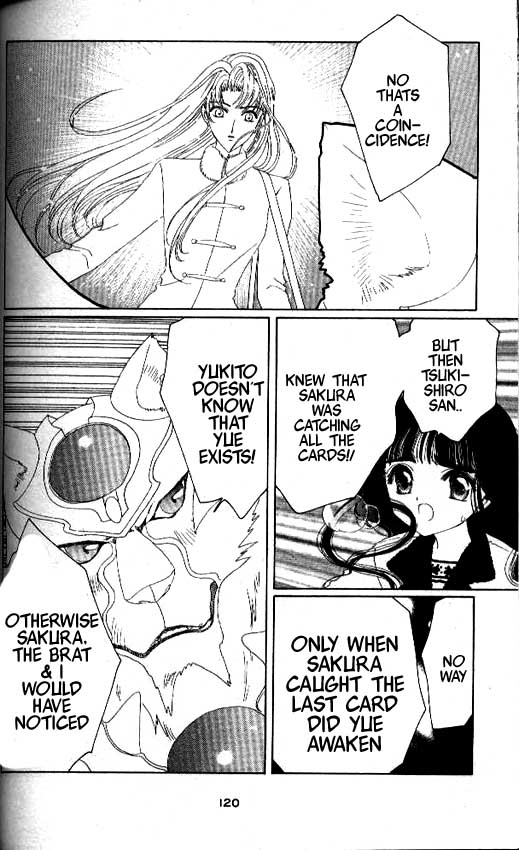 NO
THATS
A
COIN-
CIDENCE!
BUT
THEN
TSUKI-
SHIRO
SAN..
KNEW THAT
SAKURA
WAS
CATCHING
ALL THE
CARDS!!
YUKITO
DOESN'T
KNOW
THAT
YUE
EXISTS!
OTHERWISE
SAKURA,
THE BRAT
& I
WOULD
HAVE
NOTICED
NO
WAY
ONLY WHEN
SAKURA
CAUGHT THE
LAST CARD
DID YUE
AWAKEN
120